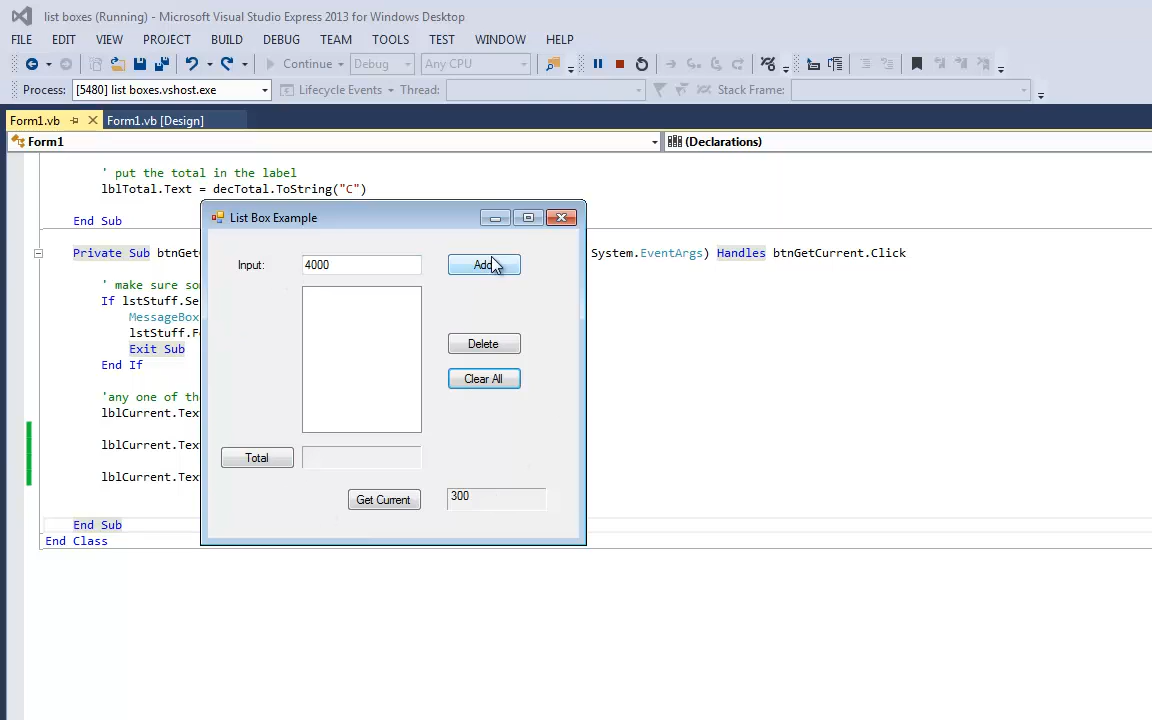 list boxes (Running) - Microsoft Visual Studio Express 2013 for Windows Desktop
FILE EDIT VIEW PROJECT BUILD DEBUG TEAM TOOLS TEST WINDOW HELP
Continue Debug Any CPU
Process: [5480] list boxes.vshost.exe Lifecycle Events Thread: Stack Frame:
Form1.vb Form1.vb [Design]
Form1 (Declarations)
' put the total in the label
lblTotal.Text = decTotal.ToString("C")
End Sub
List Box Example
Private Sub btnGet System.EventArgs) Handles btnGetCurrent.Click
Input: 4000 Add
' make sure so
If lstStuff.Se
MessageBox
lstStuff.F
Exit Sub
End If
Delete
Clear All
'any one of th
lblCurrent.Tex
lblCurrent.Tex
lblCurrent.Tex
Total
Get Current 300
End Sub
End Class